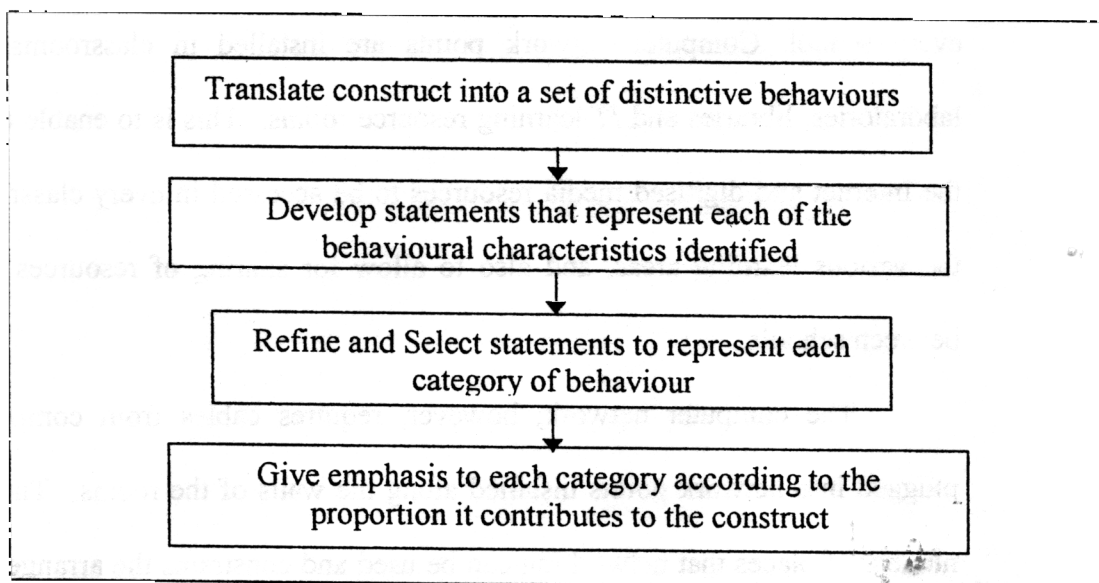 Translate construct into a set of distinctive behaviours
Develop statements that represent each of the
behavioural characteristics identified
Refine and Select statements to represent each
category of behaviour
Give emphasis to each category according to the
proportion it contributes to the construct